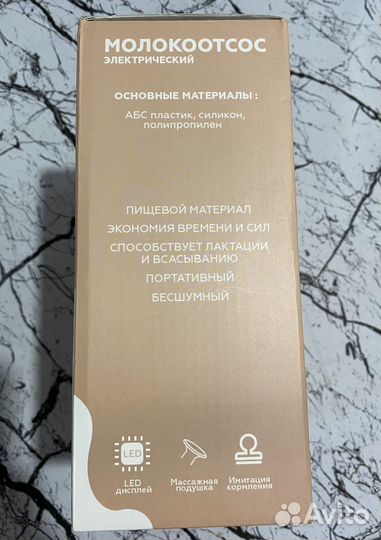 МОЛОКООТСОС
ЭЛЕКТРИЧЕСКИЙ
ОСНОВНЫЕ МАТЕРИАЛЫ :
АБС пластик, силикон,
полипропилен
ПИЩЕВОЙ МАТЕРИАЛ
ЭКОНОМИЯ ВРЕМЕНИ И СИЛ
СПОСОБСТВУЕТ ЛАКТАЦИИ
И ВСАСЫВАНИЮ
ПОРТАТИВНЫЙ
БЕСШУМНЫЙ
LED
LED
дисплей
Массажная
подушка
Имитация
кормления
Avito